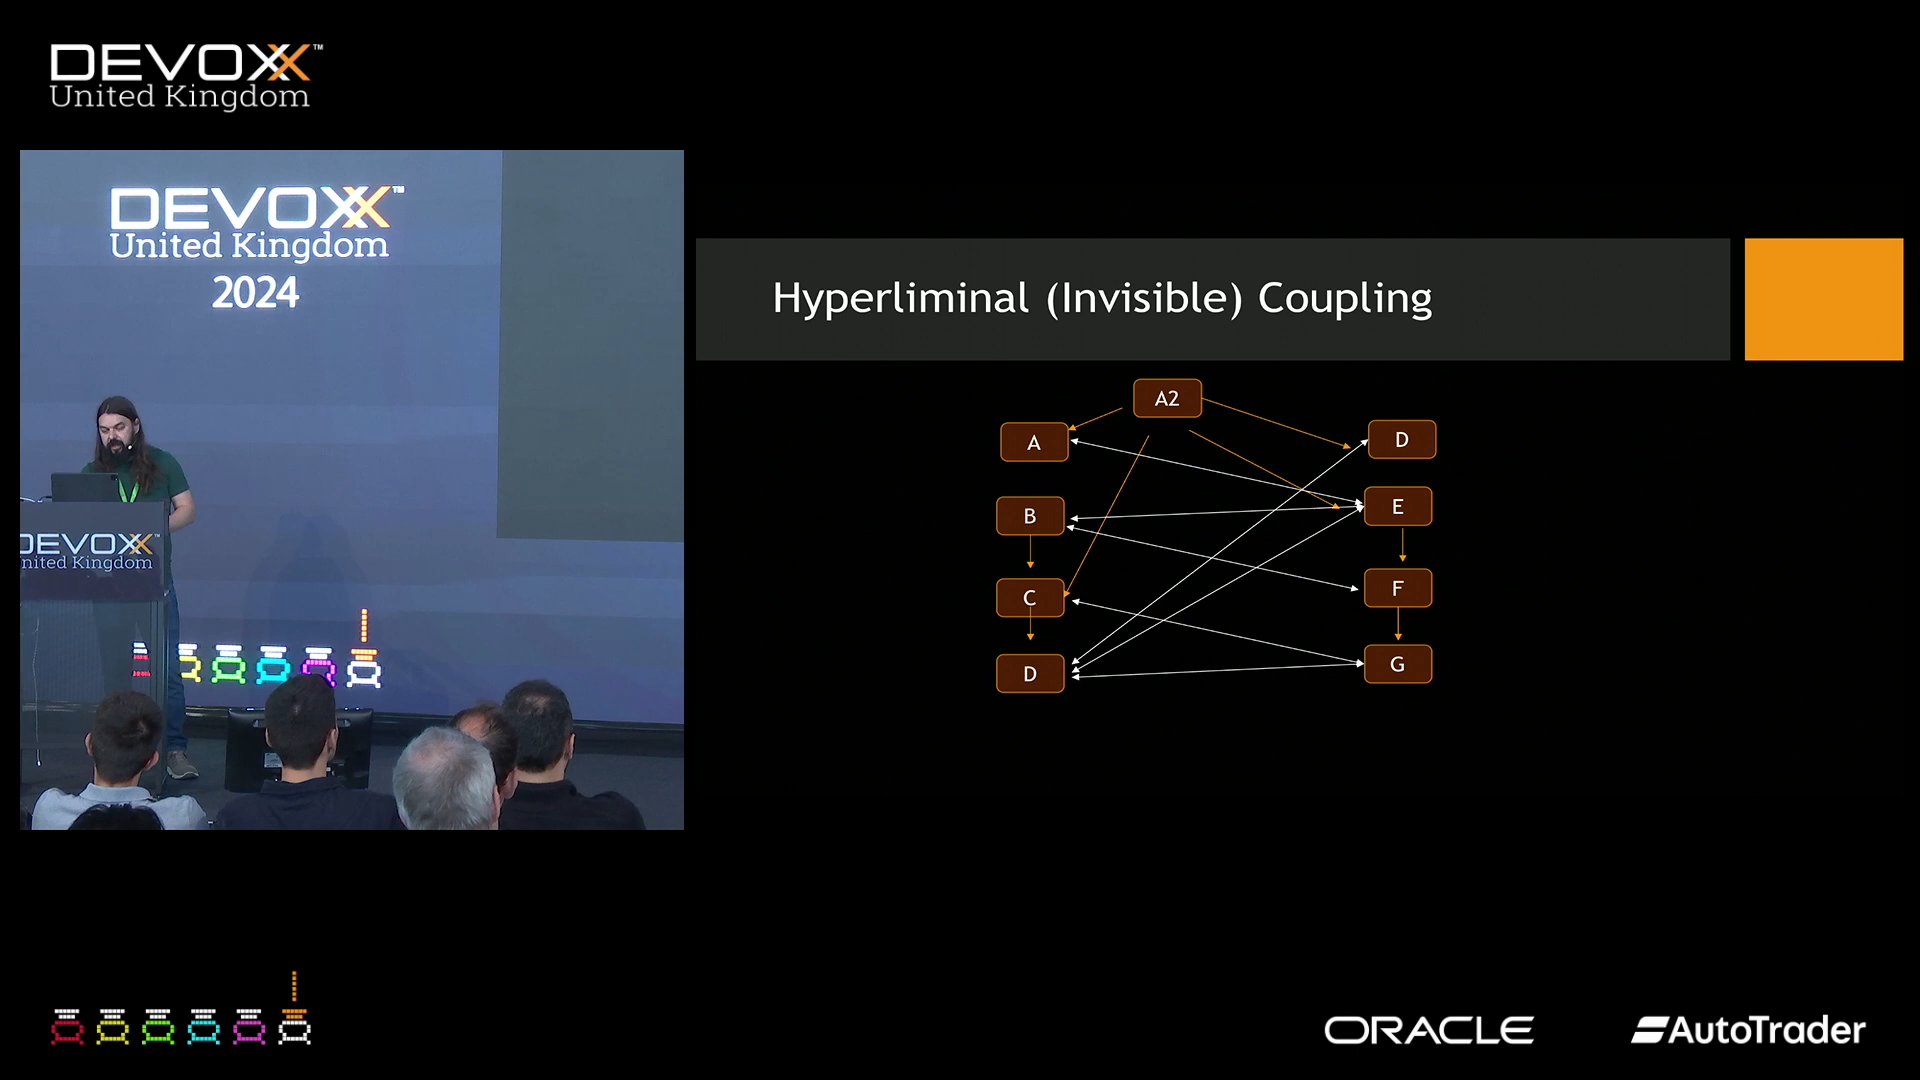 DEVOXX™
United Kingdom
DEVOXX™
United Kingdom
2024
DEVOXX™
nited Kingdom
Hyperliminal (Invisible) Coupling
A2
A
D
B
E
C
F
D
G
ORACLE
AutoTrader